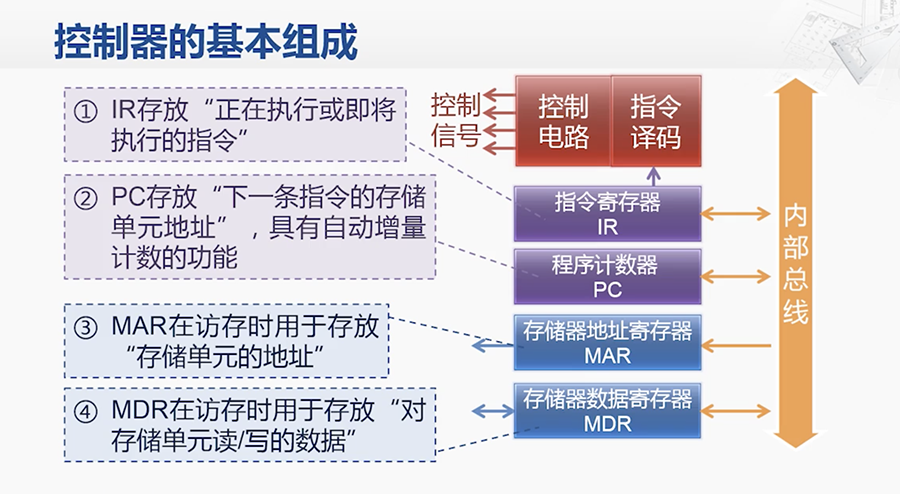 控制器的基本组成
① IR存放“正在执行或即将
执行的指令”
② PC存放“下一条指令的存储
单元地址”，具有自动增量
计数的功能
③ MAR在访存时用于存放
“存储单元的地址”
④ MDR在访存时用于存放“对
存储单元读/写的数据”
控制
信号
控制
电路
指令
译码
指令寄存器
IR
程序计数器
PC
存储器地址寄存器
MAR
存储器数据寄存器
MDR
内部总线